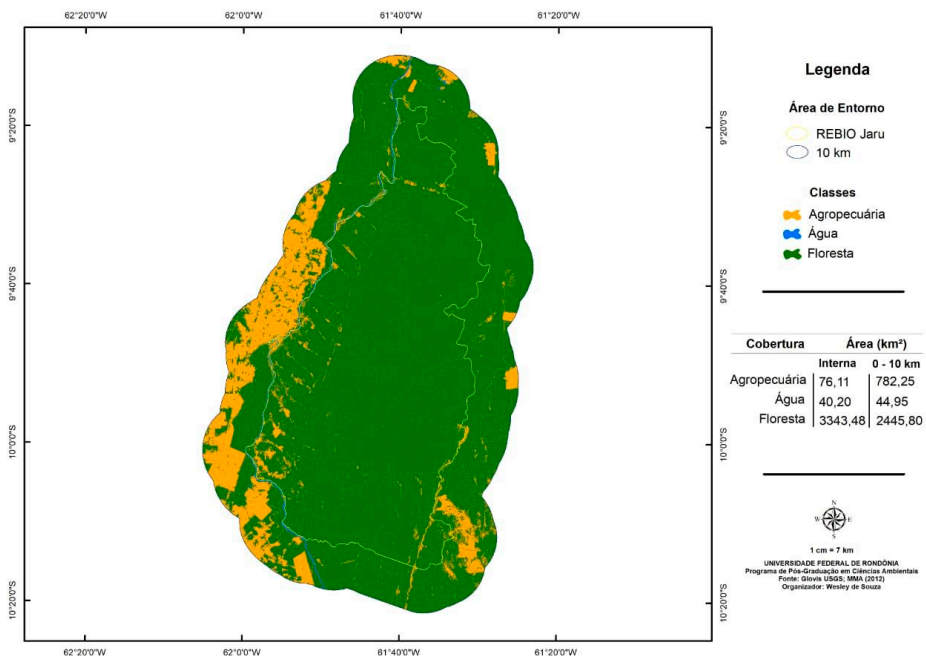 62°20'0"W 62°0'0"W 61°40'0"W 61°20'0"W
9°20'0"S
9°40'0"S
10°0'0"S
10°20'0"S
9°20'0"S
9°40'0"S
10°0'0"S
10°20'0"S
62°20'0"W 62°0'0"W 61°40'0"W 61°20'0"W
Legenda
Área de Entorno
REBIO Jaru
10 km
Classes
Agropecuária
Água
Floresta
Cobertura Área (km²)
Interna 0 - 10 km
Agropecuária 76,11 782,25
Água 40,20 44,95
Floresta 3343,48 2445,80
N
W E
S
1 cm = 7 km
UNIVERSIDADE FEDERAL DE RONDÔNIA
Programa de Pós-Graduação em Ciências Ambientais
Fonte: Glovis USGS; MMA (2012)
Organizador: Wesley de Souza